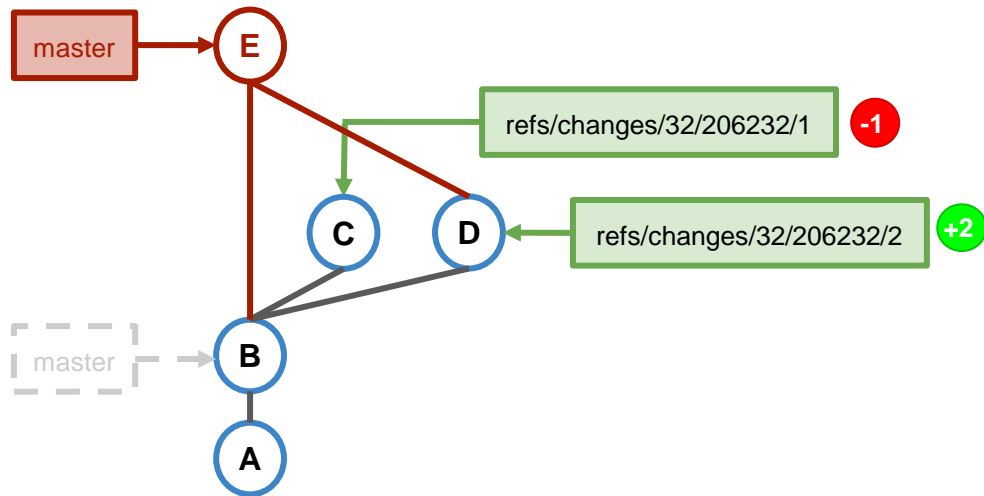 master
E
refs/changes/32/206232/1
-1
C
D
refs/changes/32/206232/2
+2
master
B
A